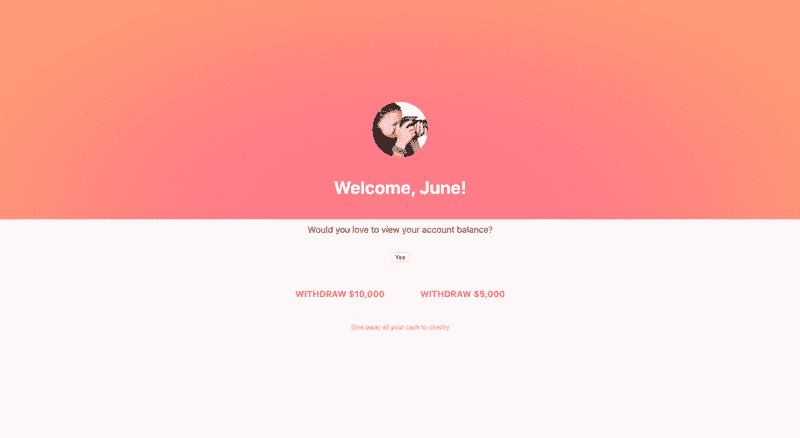 Welcome, June!
Would you love to view your account balance?
Yes
WITHDRAW $10,000 WITHDRAW $5,000
Give away all your cash to charity